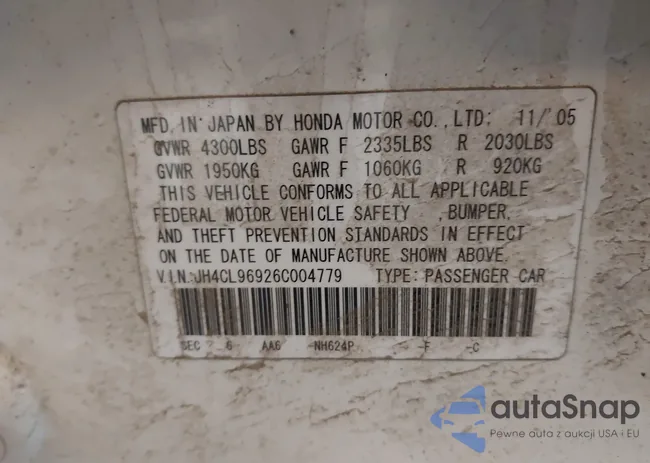 MFD. IN JAPAN BY HONDA MOTOR CO., LTD: 11/'05
GVWR 4300LBS GAWR F 2335LBS R 2030LBS
GVWR 1950KG GAWR F 1060KG R 920KG
THIS VEHICLE CONFORMS TO ALL APPLICABLE
FEDERAL MOTOR VEHICLE SAFETY , BUMPER,
AND THEFT PREVENTION STANDARDS IN EFFECT
ON THE DATE OF MANUFACTURE SHOWN ABOVE.
V.I.N.: JH4CL96926C004779 TYPE: PASSENGER CAR
SEC 6 AA6 -NH624P -F -C
autaSnap
Pewne auta z aukcji USA i EU